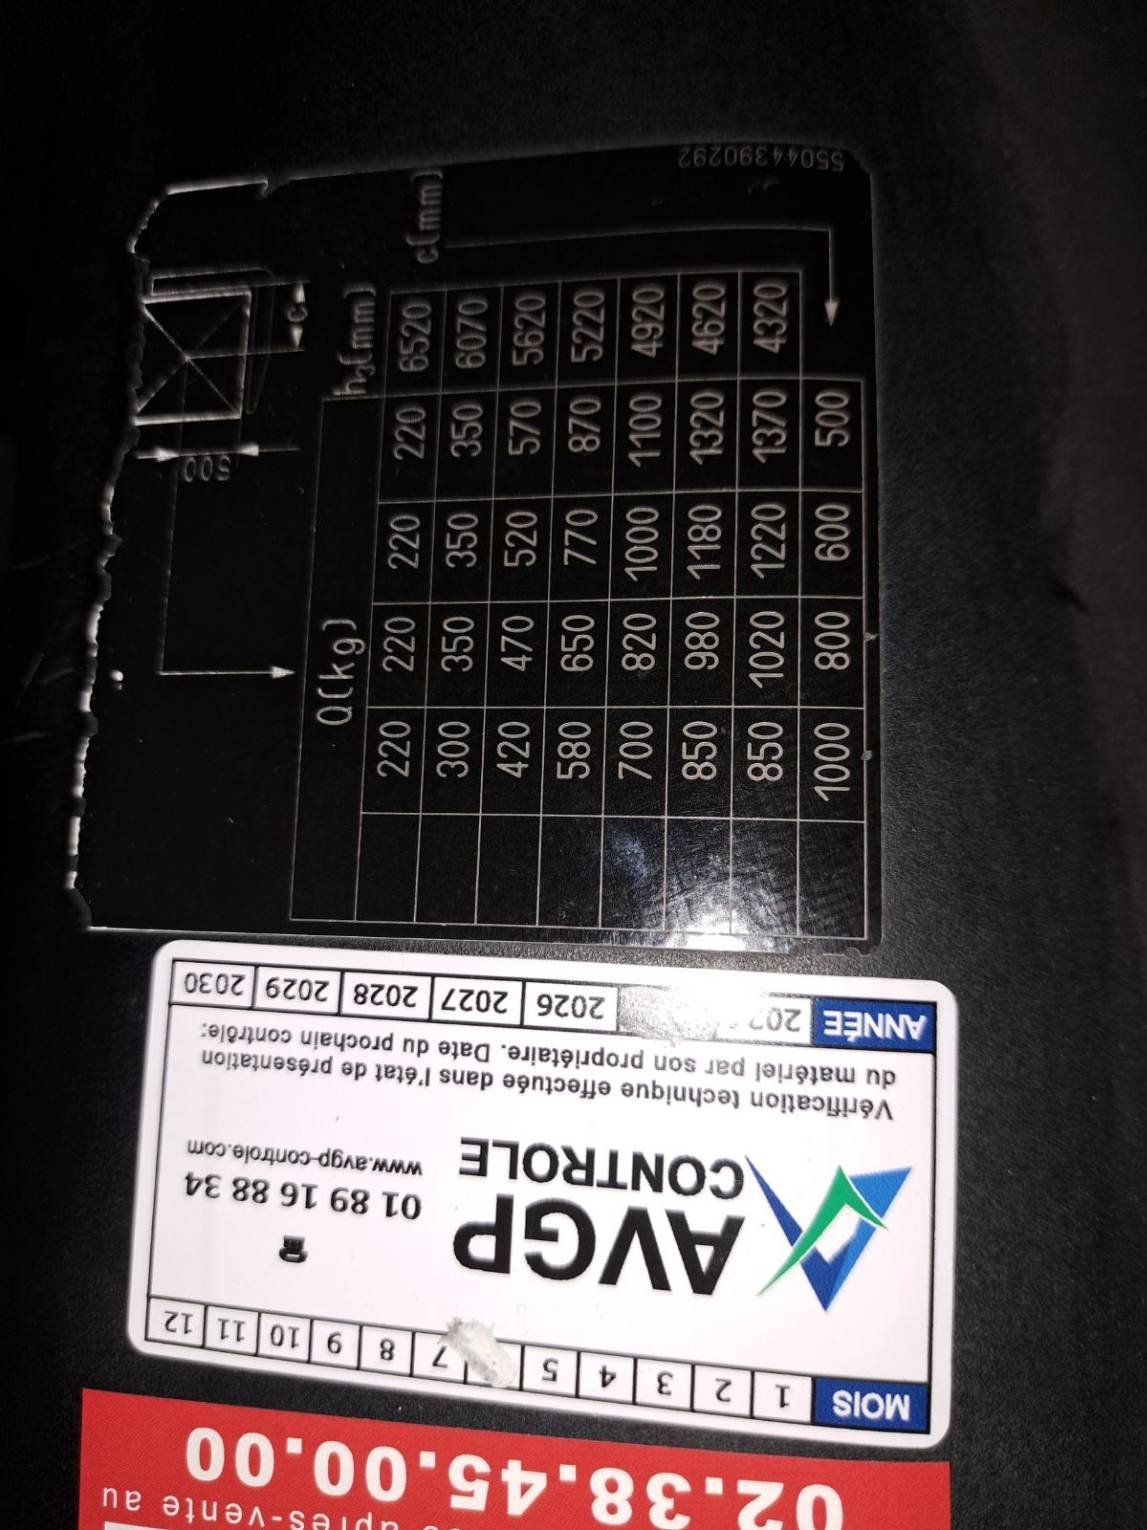 500
c
Q(kg) h₃(mm)
220 220 220 220 6520
300 350 350 350 6070
420 470 520 570 5620
580 650 770 870 5220
700 820 1000 1100 4920
850 980 1180 1320 4620
850 1020 1220 1370 4320
1000 800 600 500 c(mm)
55044390292
après-vente au
02.38.45.00.00
MOIS 1 2 3 4 5 7 8 9 10 11 12
AVGP
CONTROLE
01 89 16 88 34
www.avgp-controle.com
Vérification technique effectuée dans l'état de présentation
du matériel par son propriétaire. Date du prochain contrôle:
ANNÉE 2026 2027 2028 2029 2030